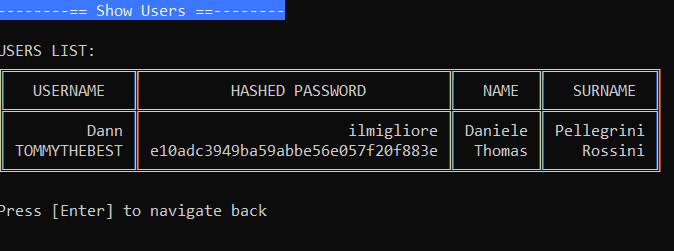 --------== Show Users ==--------
USERS LIST:
USERNAME HASHED PASSWORD NAME SURNAME
Dann ilmigliore Daniele Pellegrini
TOMMYTHEBEST e10adc3949ba59abbe56e057f20f883e Thomas Rossini
Press [Enter] to navigate back